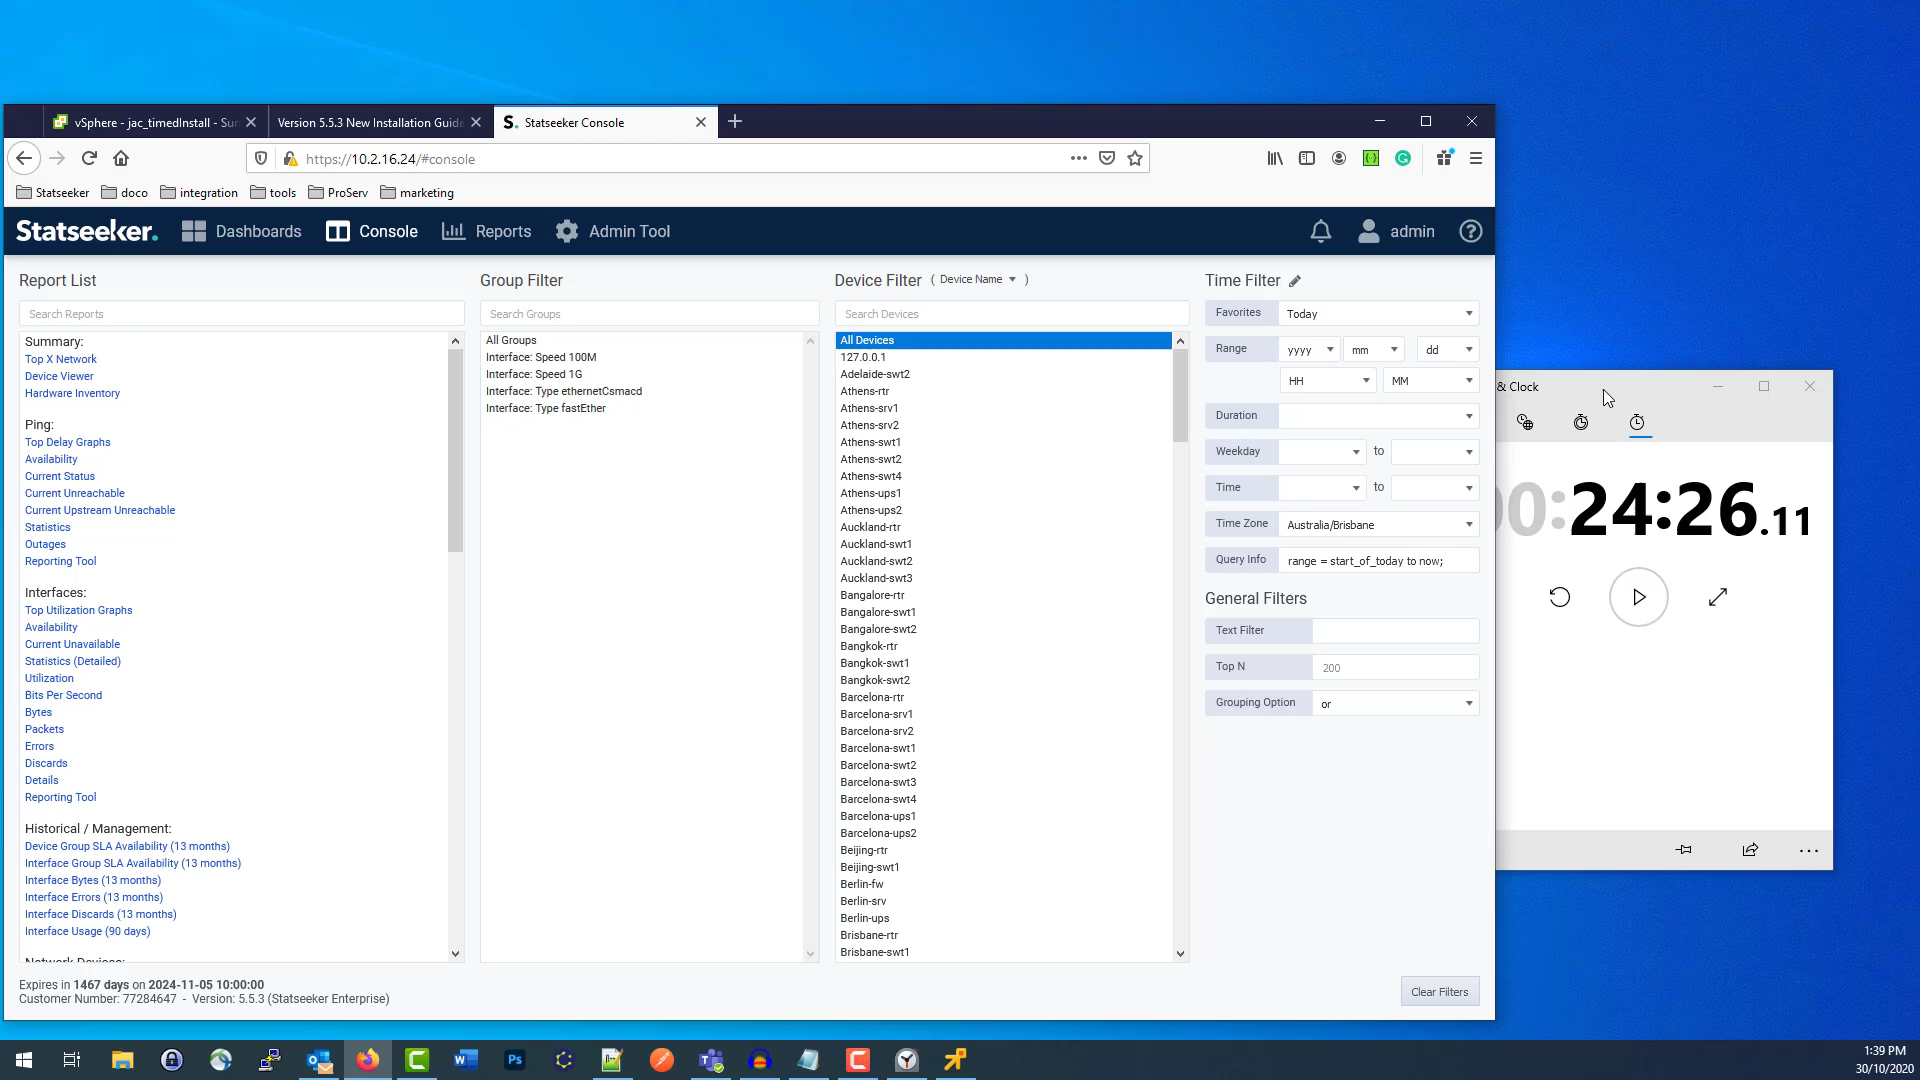 vSphere - jac_timedInstall - Sum
Version 5.5.3 New Installation Guide
S. Statseeker Console
https://10.2.16.24/#console
Statseeker
doco
integration
tools
ProServ
marketing
Statseeker.
Dashboards
Console
Reports
Admin Tool
admin
Report List
Search Reports
Summary:
Top X Network
Device Viewer
Hardware Inventory
Ping:
Top Delay Graphs
Availability
Current Status
Current Unreachable
Current Upstream Unreachable
Statistics
Outages
Reporting Tool
Interfaces:
Top Utilization Graphs
Availability
Current Unavailable
Statistics (Detailed)
Utilization
Bits Per Second
Bytes
Packets
Errors
Discards
Details
Reporting Tool
Historical / Management:
Device Group SLA Availability (13 months)
Interface Group SLA Availability (13 months)
Interface Bytes (13 months)
Interface Errors (13 months)
Interface Discards (13 months)
Interface Usage (90 days)
Network Devices:
Group Filter
Search Groups
All Groups
Interface: Speed 100M
Interface: Speed 1G
Interface: Type ethernetCsmacd
Interface: Type fastEther
Device Filter ( Device Name )
Search Devices
All Devices
127.0.0.1
Adelaide-swt2
Athens-rtr
Athens-srv1
Athens-srv2
Athens-swt1
Athens-swt2
Athens-swt4
Athens-ups1
Athens-ups2
Auckland-rtr
Auckland-swt1
Auckland-swt2
Auckland-swt3
Bangalore-rtr
Bangalore-swt1
Bangalore-swt2
Bangkok-rtr
Bangkok-swt1
Bangkok-swt2
Barcelona-rtr
Barcelona-srv1
Barcelona-srv2
Barcelona-swt1
Barcelona-swt2
Barcelona-swt3
Barcelona-swt4
Barcelona-ups1
Barcelona-ups2
Beijing-rtr
Beijing-swt1
Berlin-fw
Berlin-srv
Berlin-ups
Brisbane-rtr
Brisbane-swt1
Time Filter
Favorites Today
Range yyyy mm dd
HH MM
Duration
Weekday to
Time to
Time Zone Australia/Brisbane
Query Info range = start_of_today to now;
General Filters
Text Filter
Top N 200
Grouping Option or
Clear Filters
Expires in 1467 days on 2024-11-05 10:00:00
Customer Number: 77284647 - Version: 5.5.3 (Statseeker Enterprise)
& Clock
00:24:26.11
W
Ps
1:39 PM
30/10/2020